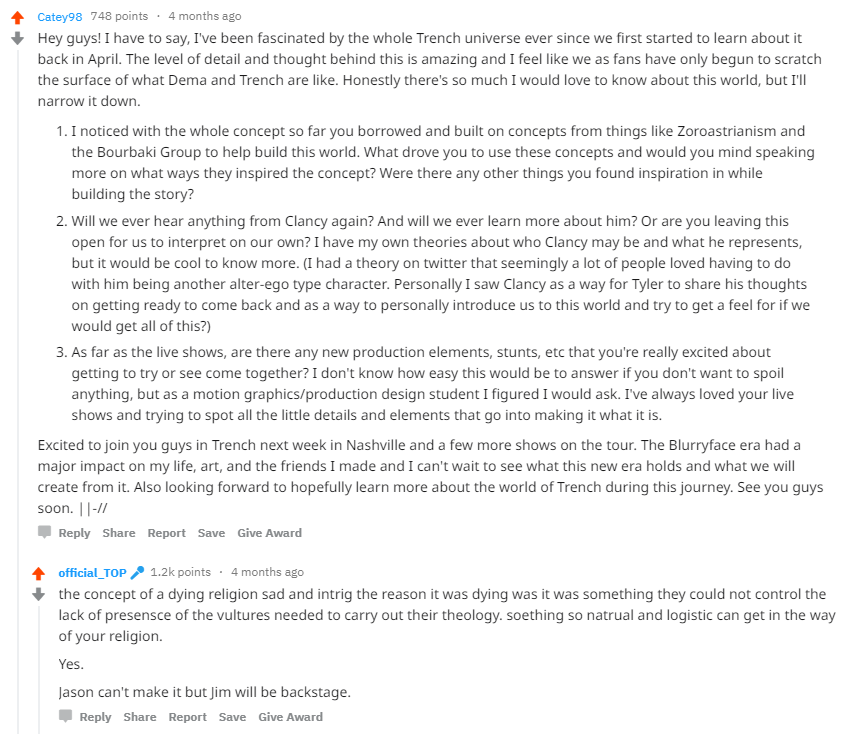 Catey98 748 points · 4 months ago
Hey guys! I have to say, I've been fascinated by the whole Trench universe ever since we first started to learn about it
back in April. The level of detail and thought behind this is amazing and I feel like we as fans have only begun to scratch
the surface of what Dema and Trench are like. Honestly there's so much I would love to know about this world, but I'll
narrow it down.
1. I noticed with the whole concept so far you borrowed and built on concepts from things like Zoroastrianism and
the Bourbaki Group to help build this world. What drove you to use these concepts and would you mind speaking
more on what ways they inspired the concept? Were there any other things you found inspiration in while
building the story?
2. Will we ever hear anything from Clancy again? And will we ever learn more about him? Or are you leaving this
open for us to interpret on our own? I have my own theories about who Clancy may be and what he represents,
but it would be cool to know more. (I had a theory on twitter that seemingly a lot of people loved having to do
with him being another alter-ego type character. Personally I saw Clancy as a way for Tyler to share his thoughts
on getting ready to come back and as a way to personally introduce us to this world and try to get a feel for if we
would get all of this?)
3. As far as the live shows, are there any new production elements, stunts, etc that you're really excited about
getting to try or see come together? I don't know how easy this would be to answer if you don't want to spoil
anything, but as a motion graphics/production design student I figured I would ask. I've always loved your live
shows and trying to spot all the little details and elements that go into making it what it is.
Excited to join you guys in Trench next week in Nashville and a few more shows on the tour. The Blurryface era had a
major impact on my life, art, and the friends I made and I can't wait to see what this new era holds and what we will
create from it. Also looking forward to hopefully learn more about the world of Trench during this journey. See you guys
soon. ||-//
Reply Share Report Save Give Award
official_TOP 1.2k points · 4 months ago
the concept of a dying religion sad and intrig the reason it was dying was it was something they could not control the
lack of presensce of the vultures needed to carry out their theology. soething so natrual and logistic can get in the way
of your religion.
Yes.
Jason can't make it but Jim will be backstage.
Reply Share Report Save Give Award